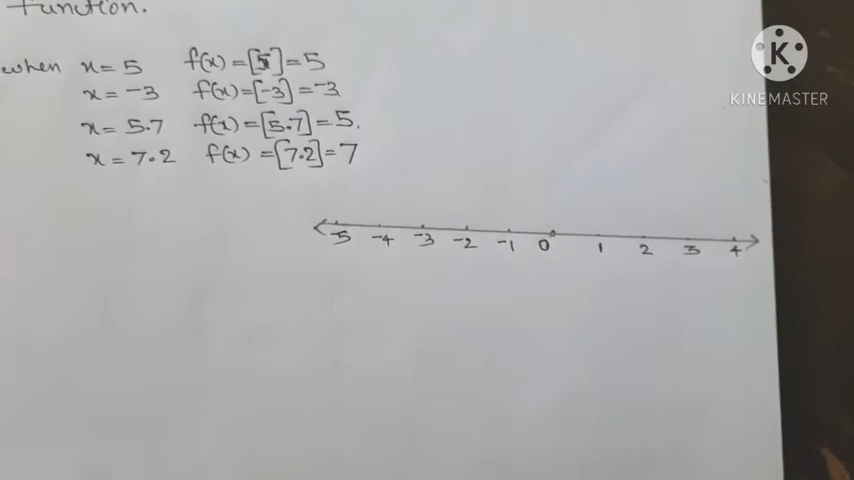 Function.
when x = 5 f(x) = [5] = 5
x = -3 f(x) = [-3] = -3
x = 5.7 f(x) = [5.7] = 5.
x = 7.2 f(x) = [7.2] = 7
-5 -4 -3 -2 -1 0 1 2 3 4
K
KINEMASTER